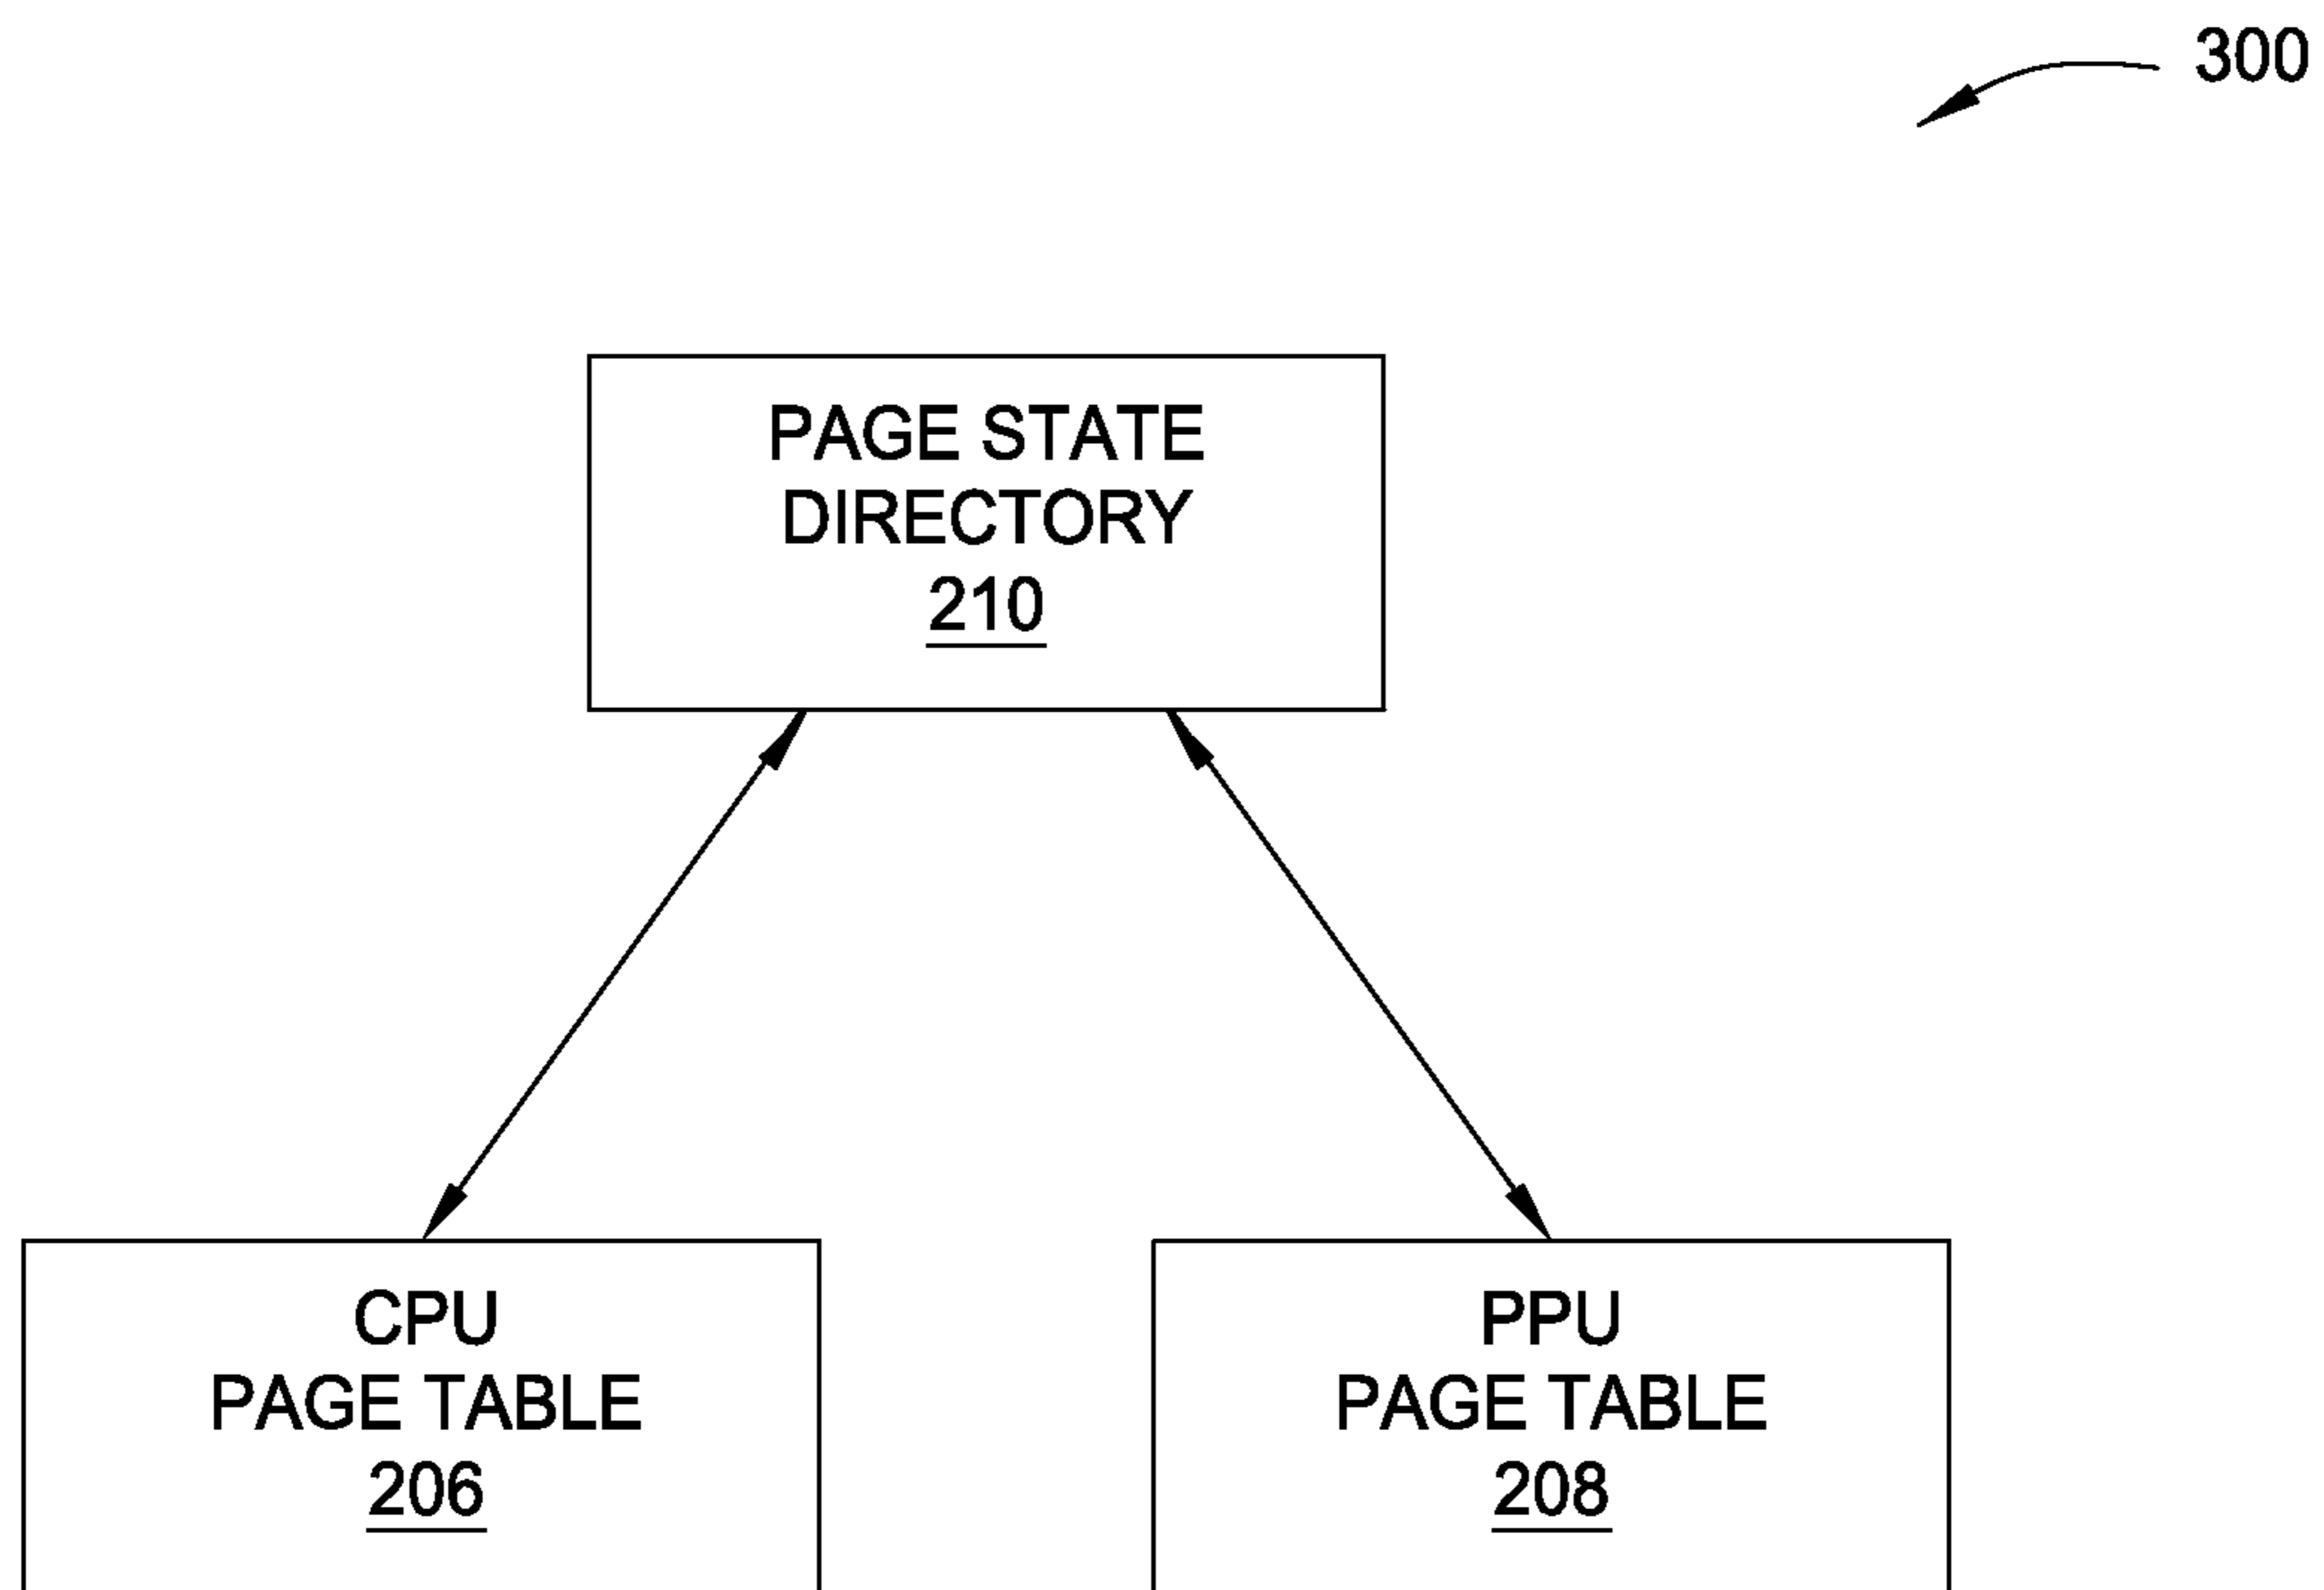 300
PAGE STATE
DIRECTORY
210
CPU
PAGE TABLE
206
PPU
PAGE TABLE
208